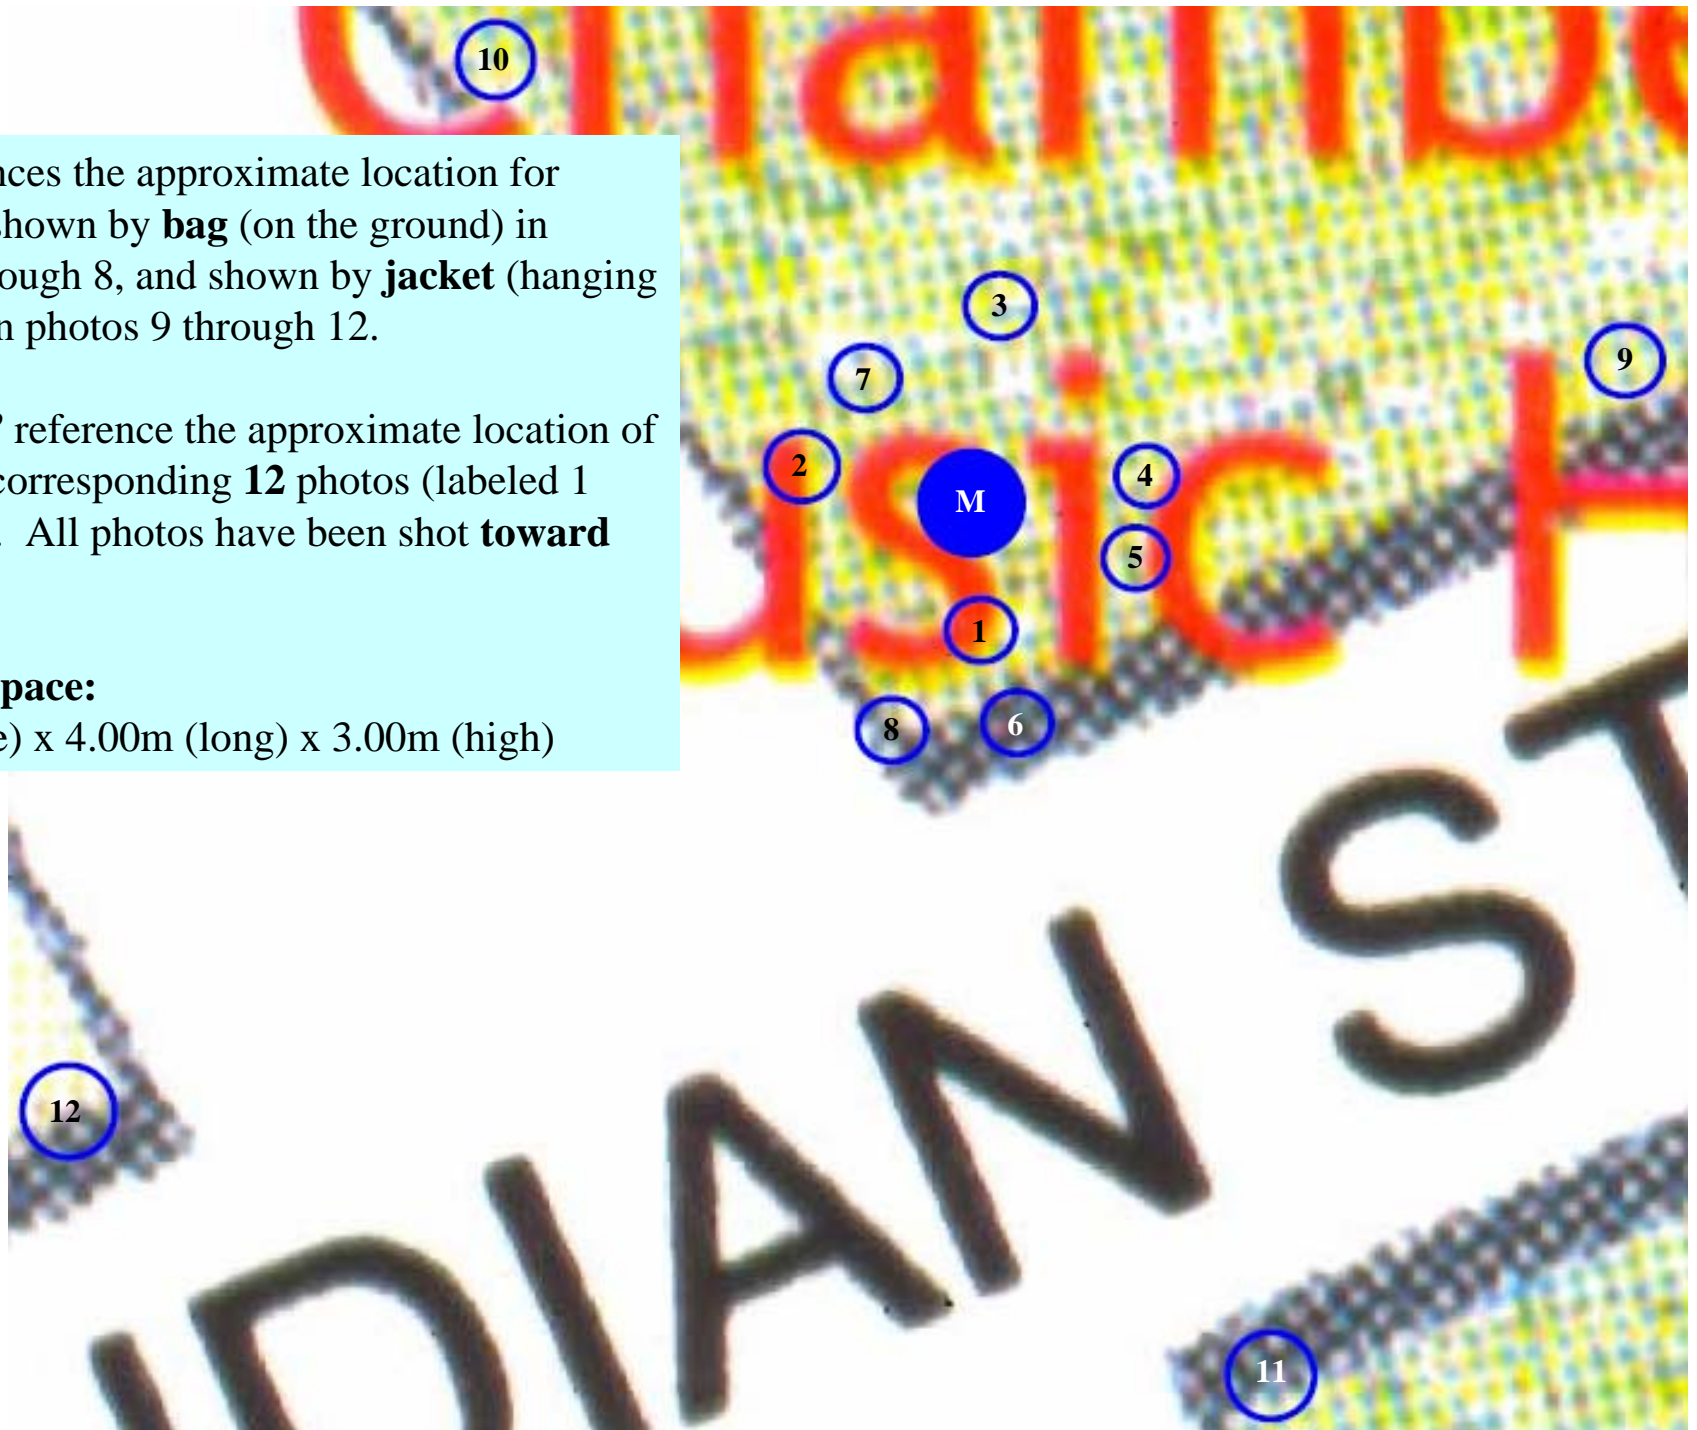 Chambe
10
nces the approximate location for
shown by bag (on the ground) in
ough 8, and shown by jacket (hanging
n photos 9 through 12.
reference the approximate location of
corresponding 12 photos (labeled 1
All photos have been shot toward
pace:
e) x 4.00m (long) x 3.00m (high)
3
7
9
usic H
2
M
4
5
1
8
6
DIAN ST
12
11